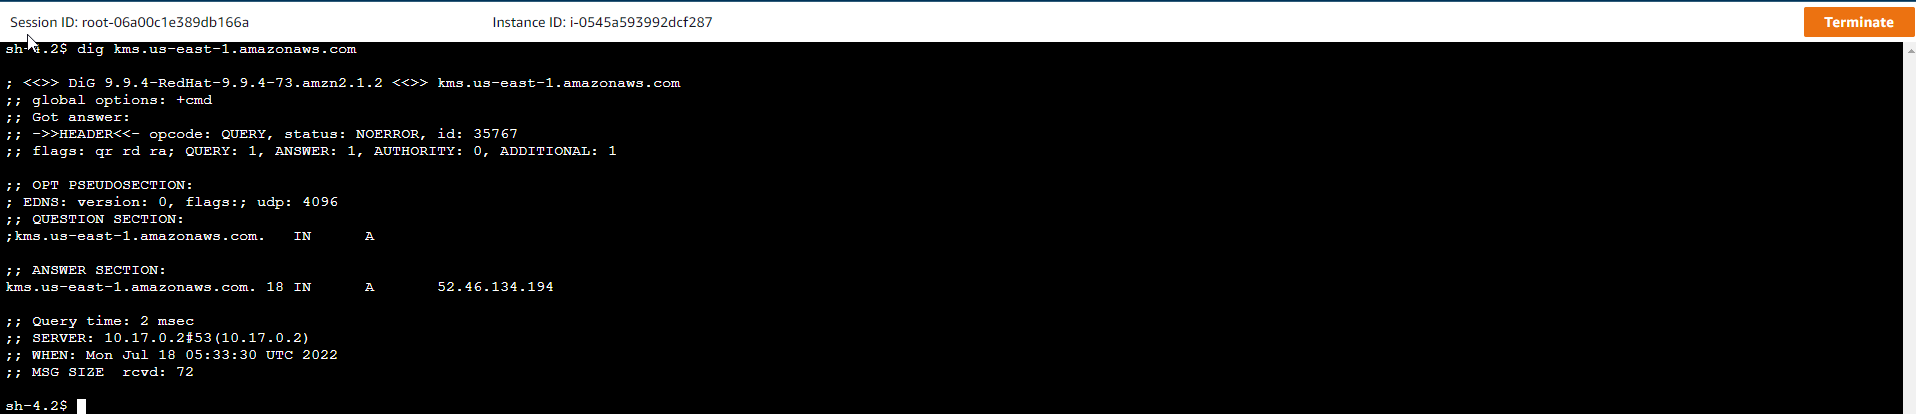 Session ID: root-06a00c1e389db166a Instance ID: i-0545a593992dcf287 Terminate
sh-4.2$ dig kms.us-east-1.amazonaws.com
; <<>> DiG 9.9.4-RedHat-9.9.4-73.amzn2.1.2 <<>> kms.us-east-1.amazonaws.com
;; global options: +cmd
;; Got answer:
;; ->>HEADER<<- opcode: QUERY, status: NOERROR, id: 35767
;; flags: qr rd ra; QUERY: 1, ANSWER: 1, AUTHORITY: 0, ADDITIONAL: 1
;; OPT PSEUDOSECTION:
; EDNS: version: 0, flags:; udp: 4096
;; QUESTION SECTION:
;kms.us-east-1.amazonaws.com. IN A
;; ANSWER SECTION:
kms.us-east-1.amazonaws.com. 18 IN A 52.46.134.194
;; Query time: 2 msec
;; SERVER: 10.17.0.2#53(10.17.0.2)
;; WHEN: Mon Jul 18 05:33:30 UTC 2022
;; MSG SIZE rcvd: 72
sh-4.2$